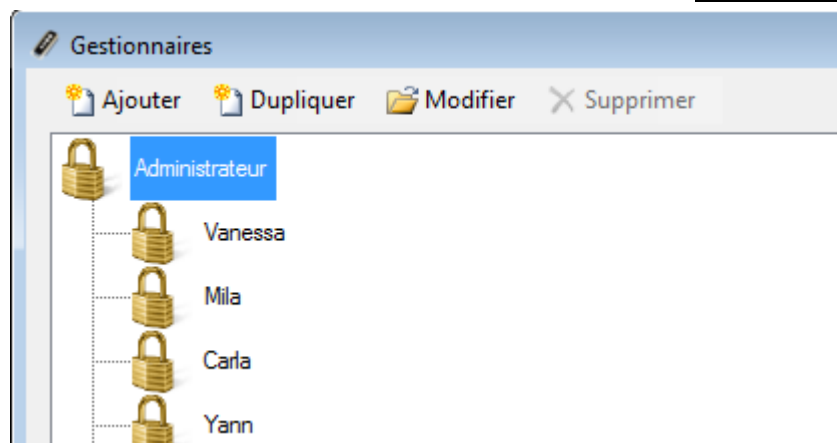 Gestionnaires
Ajouter Dupliquer Modifier Supprimer
Administrateur
Vanessa
Mila
Carla
Yann